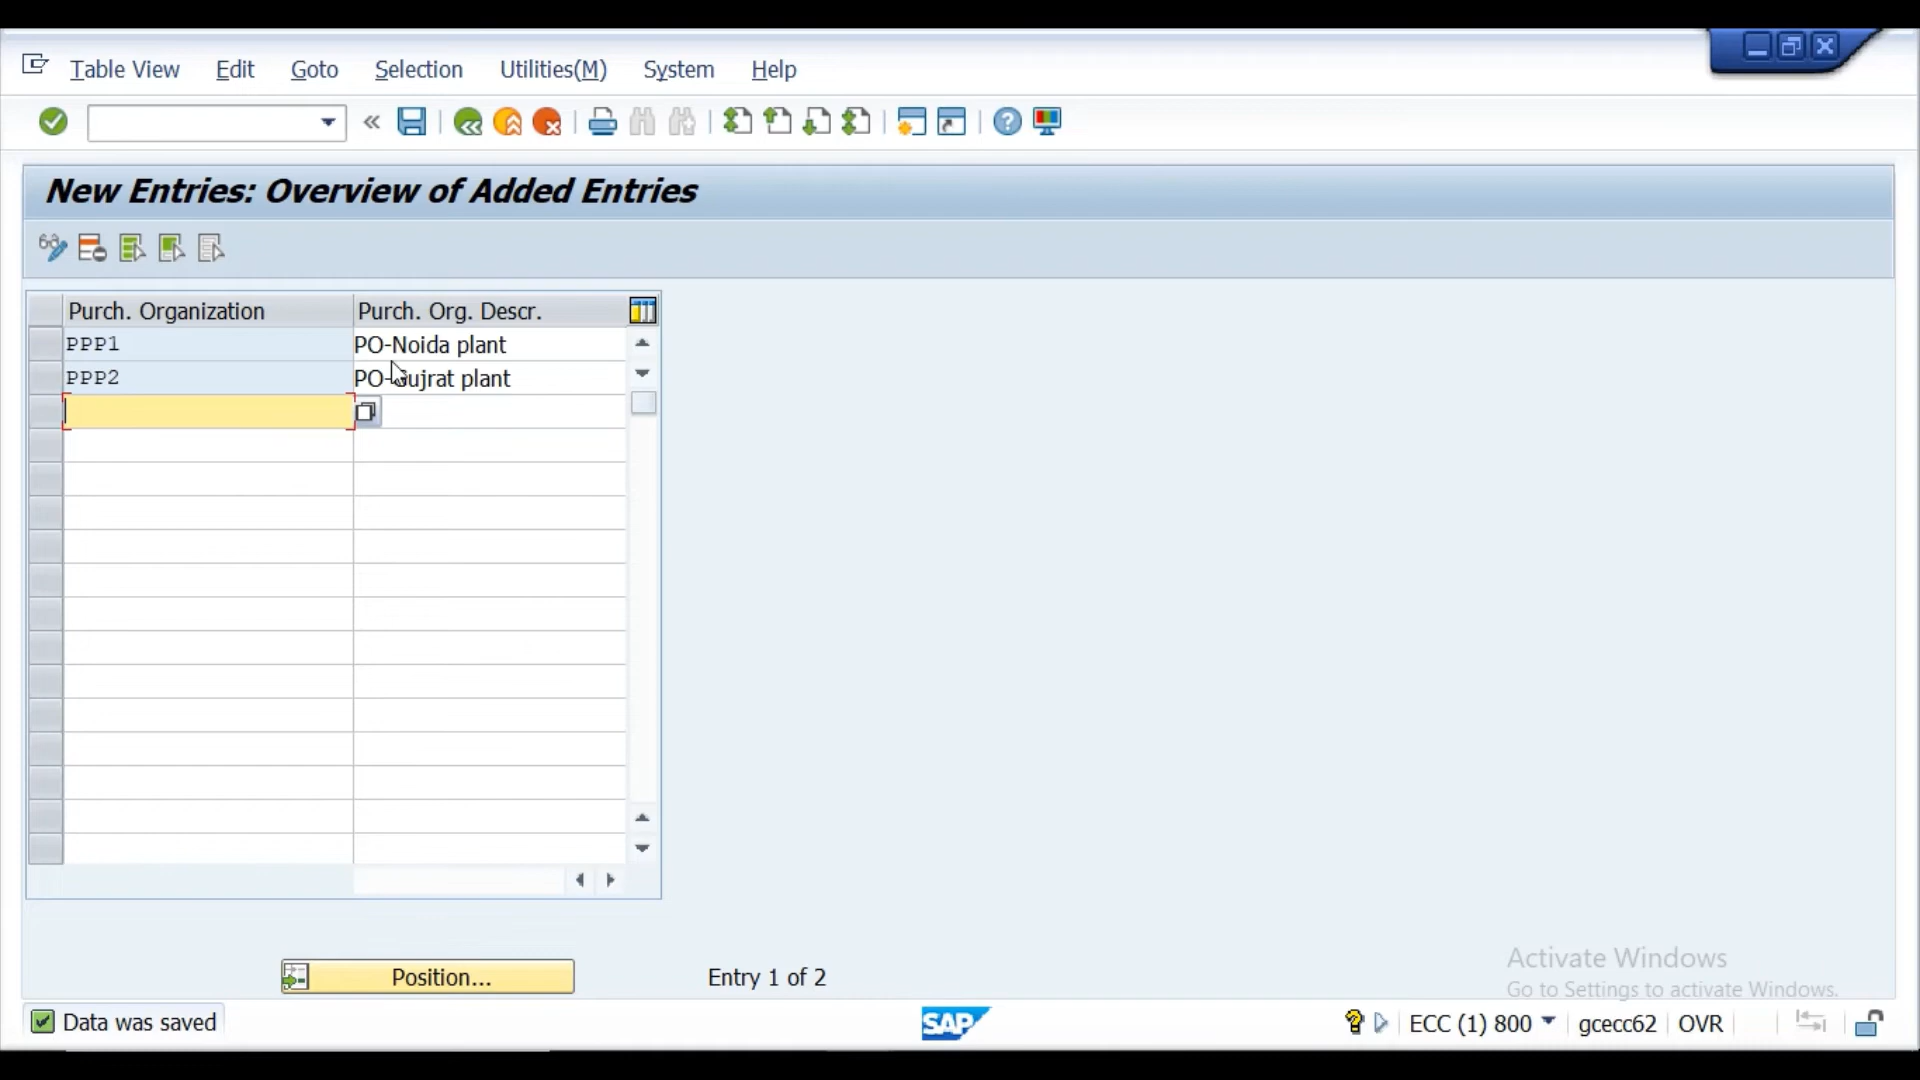 Table View Edit Goto Selection Utilities(M) System Help
New Entries: Overview of Added Entries
Purch. Organization Purch. Org. Descr.
PPP1 PO-Noida plant
PPP2 PO-Gujrat plant
Position... Entry 1 of 2
Activate Windows
Go to Settings to activate Windows.
Data was saved SAP ECC (1) 800 gcecc62 OVR